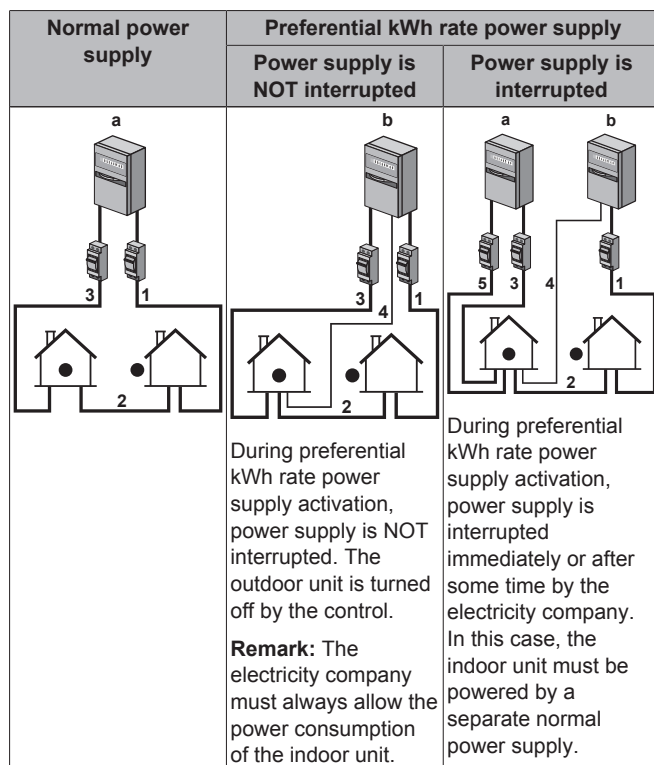 Normal power
supply
Preferential kWh rate power supply
Power supply is
NOT interrupted
Power supply is
interrupted
a
3
1
2
b
3
4
1
2
During preferential
kWh rate power
supply activation,
power supply is NOT
interrupted. The
outdoor unit is turned
off by the control.
Remark: The
electricity company
must always allow the
power consumption
of the indoor unit.
a
b
5
3
4
1
2
During preferential
kWh rate power
supply activation,
power supply is
interrupted
immediately or after
some time by the
electricity company.
In this case, the
indoor unit must be
powered by a
separate normal
power supply.